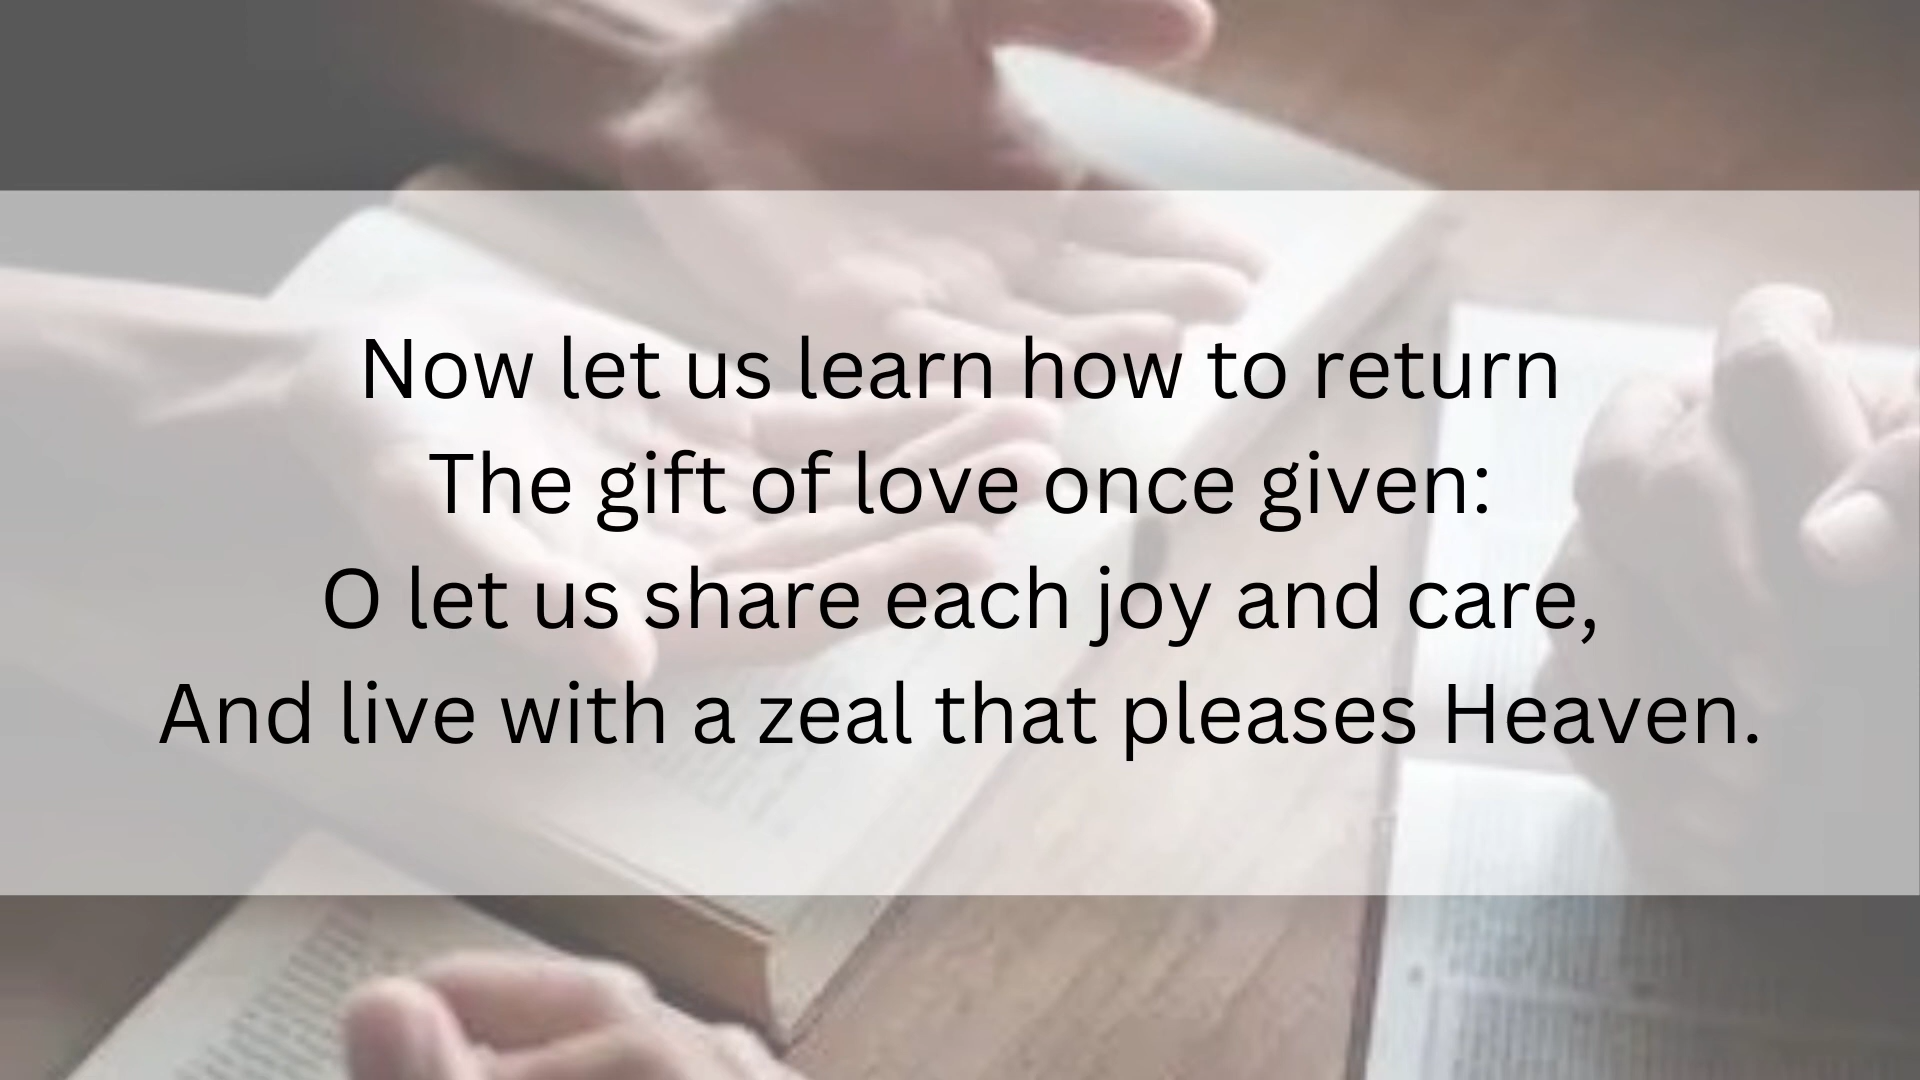 Now let us learn how to return
The gift of love once given:
O let us share each joy and care,
And live with a zeal that pleases Heaven.